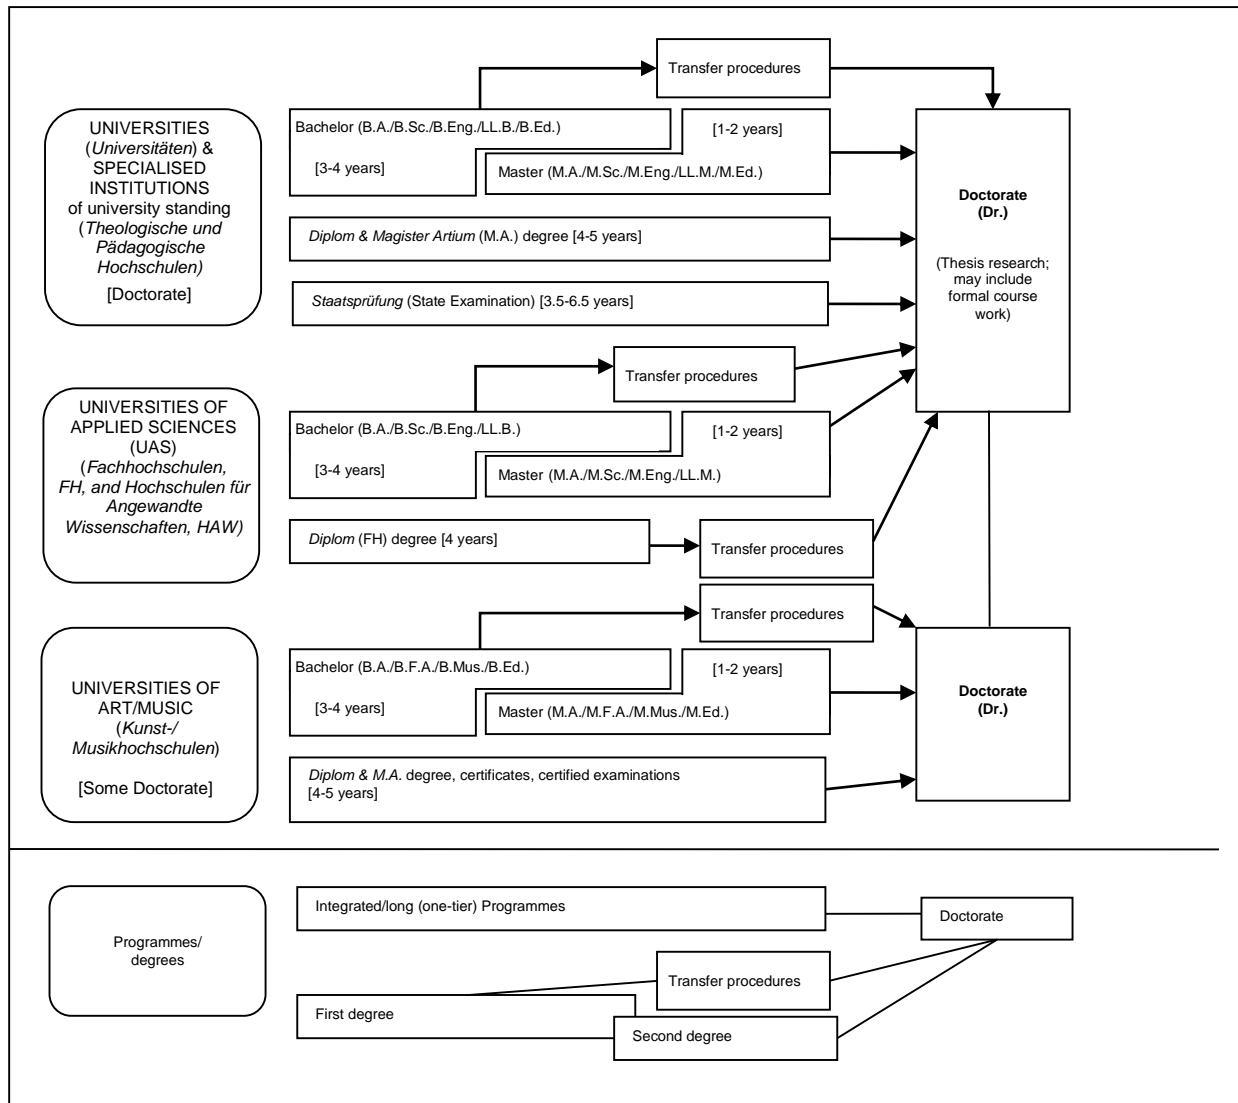 Transfer procedures
UNIVERSITIES
(Universitäten) &
SPECIALISED
INSTITUTIONS
of university standing
(Theologische und
Pädagogische
Hochschulen)
[Doctorate]
Bachelor (B.A./B.Sc./B.Eng./LL.B./B.Ed.)
[1-2 years]
[3-4 years]
Master (M.A./M.Sc./M.Eng./LL.M./M.Ed.)
Diplom & Magister Artium (M.A.) degree [4-5 years]
Staatsprüfung (State Examination) [3.5-6.5 years]
Doctorate
(Dr.)
(Thesis research;
may include
formal course
work)
Transfer procedures
UNIVERSITIES OF
APPLIED SCIENCES
(UAS)
(Fachhochschulen,
FH, and Hochschulen für
Angewandte
Wissenschaften, HAW)
Bachelor (B.A./B.Sc./B.Eng./LL.B.)
[1-2 years]
[3-4 years]
Master (M.A./M.Sc./M.Eng./LL.M.)
Diplom (FH) degree [4 years]
Transfer procedures
Transfer procedures
UNIVERSITIES OF
ART/MUSIC
(Kunst-/
Musikhochschulen)
[Some Doctorate]
Bachelor (B.A./B.F.A./B.Mus./B.Ed.)
[1-2 years]
[3-4 years]
Master (M.A./M.F.A./M.Mus./M.Ed.)
Diplom & M.A. degree, certificates, certified examinations
[4-5 years]
Doctorate
(Dr.)
Programmes/
degrees
Integrated/long (one-tier) Programmes
Doctorate
Transfer procedures
First degree
Second degree